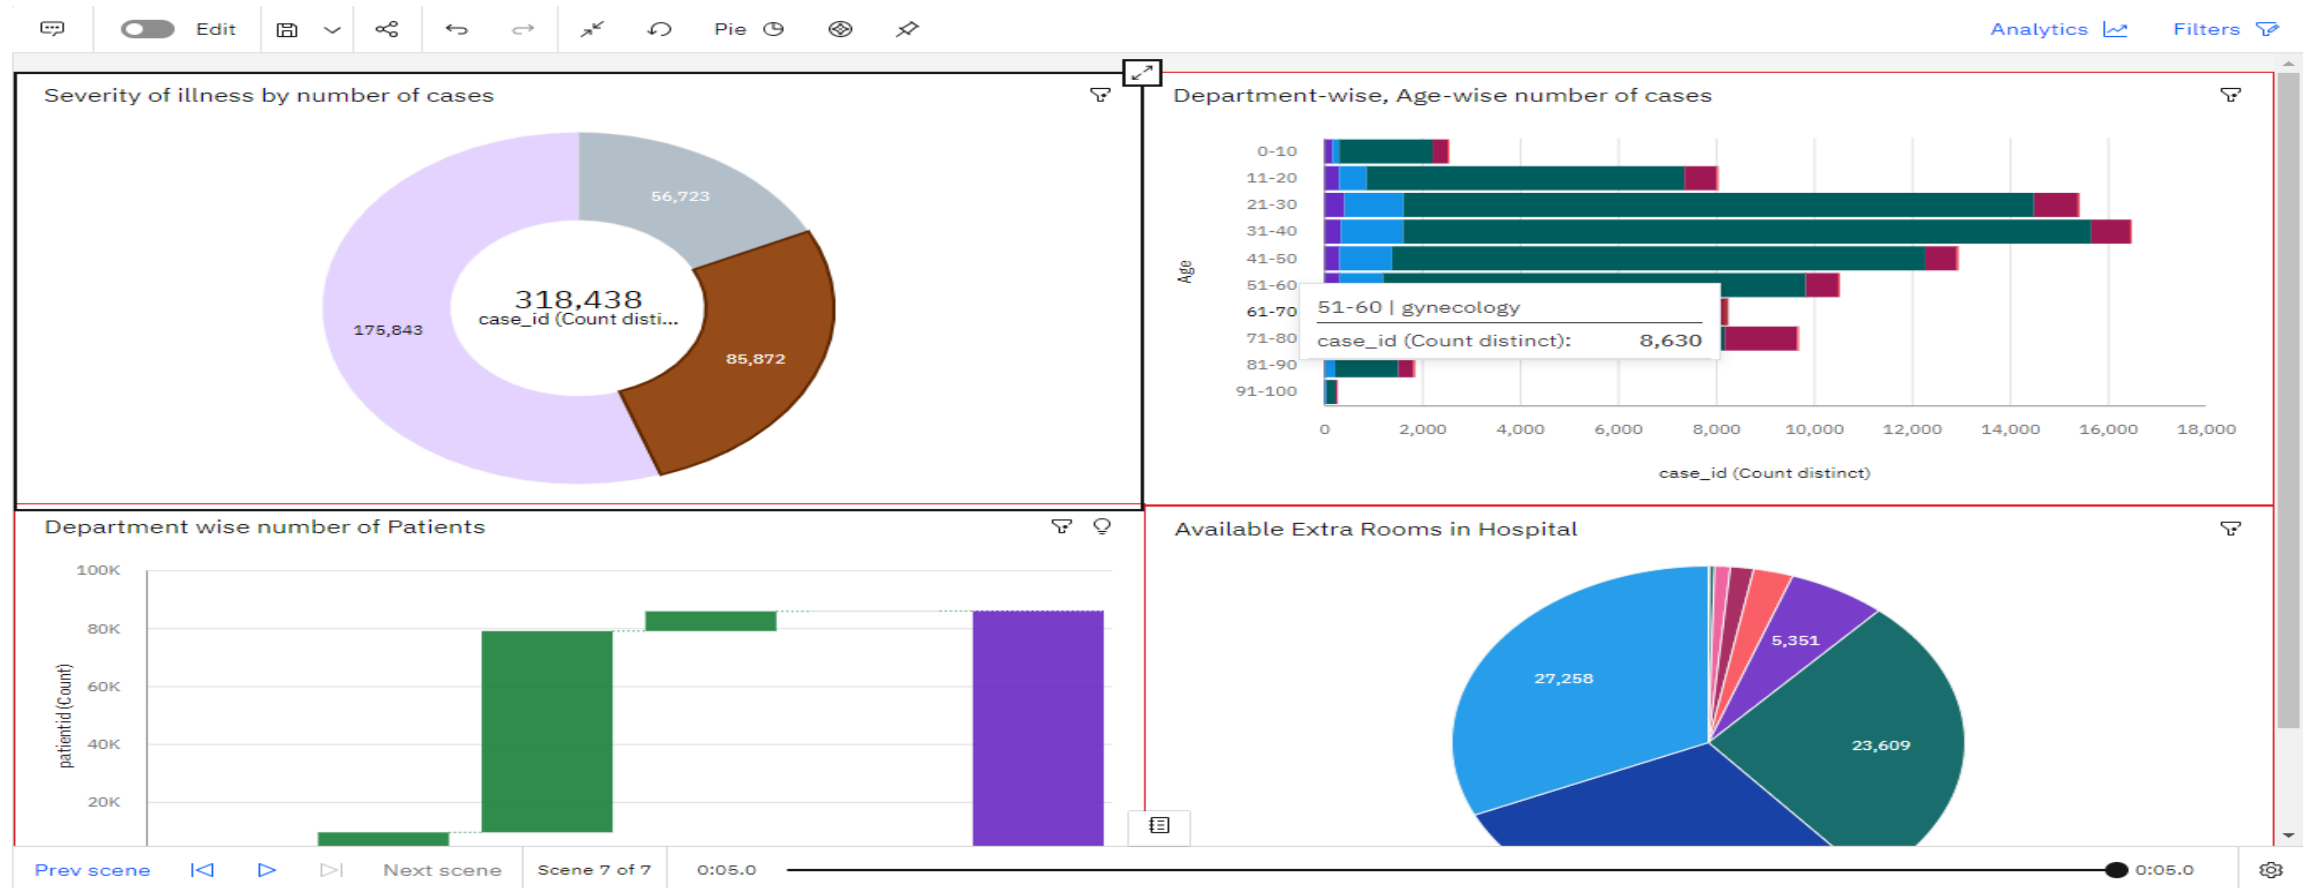 Edit
Pie
Analytics
Filters
Severity of illness by number of cases
56,723
318,438
case_id (Count disti...
175,843
85,872
Department-wise, Age-wise number of cases
Age
0-10
11-20
21-30
31-40
41-50
51-60
61-70
71-80
81-90
91-100
51-60 | gynecology
case_id (Count distinct): 8,630
0 2,000 4,000 6,000 8,000 10,000 12,000 14,000 16,000 18,000
case_id (Count distinct)
Department wise number of Patients
patientid (Count)
100K
80K
60K
40K
20K
Available Extra Rooms in Hospital
5,351
27,258
23,609
Prev scene
Next scene
Scene 7 of 7
0:05.0
0:05.0